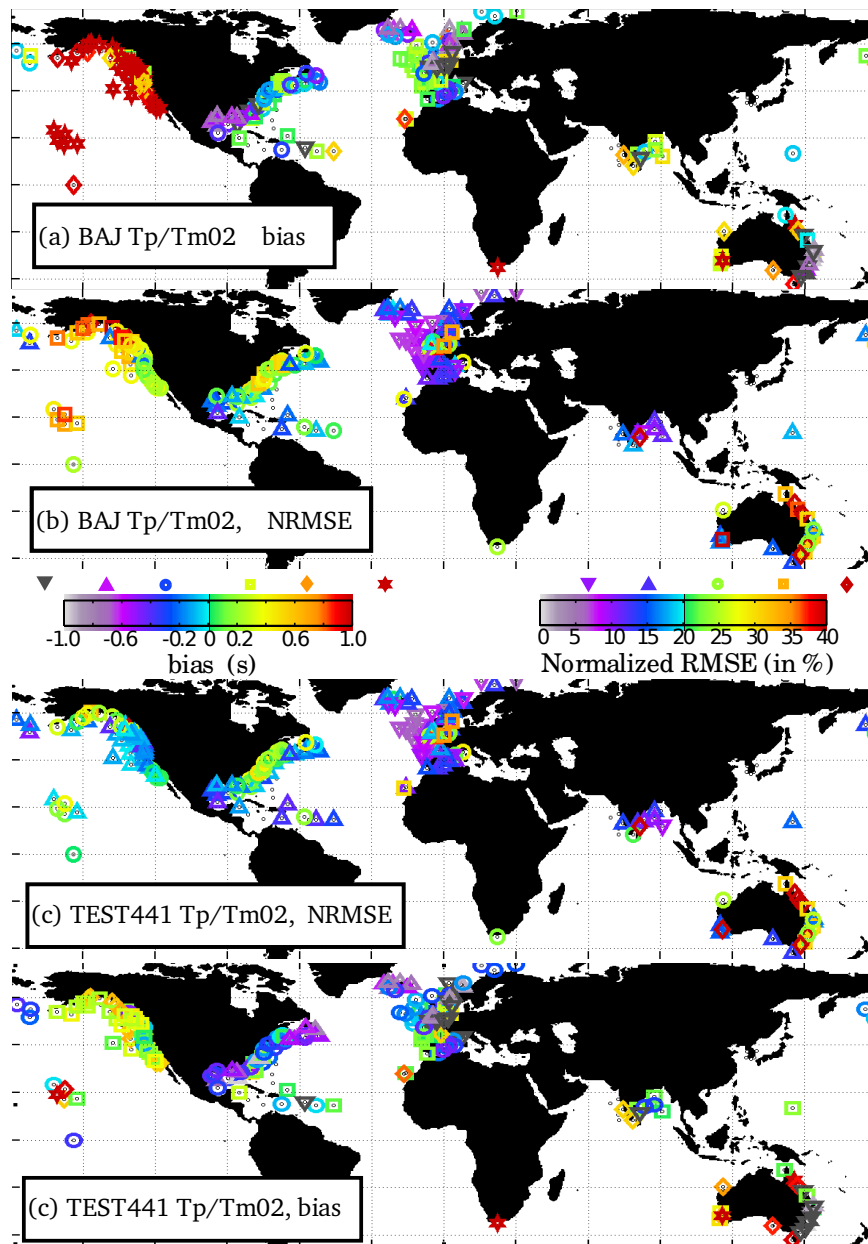 (a) BAJ Tp/Tm02 bias
(b) BAJ Tp/Tm02, NRMSE
-1.0 -0.6 -0.2 0 0.2 0.6 1.0
bias (s)
0 5 10 15 20 25 30 35 40
Normalized RMSE (in %)
(c) TEST441 Tp/Tm02, NRMSE
(c) TEST441 Tp/Tm02, bias